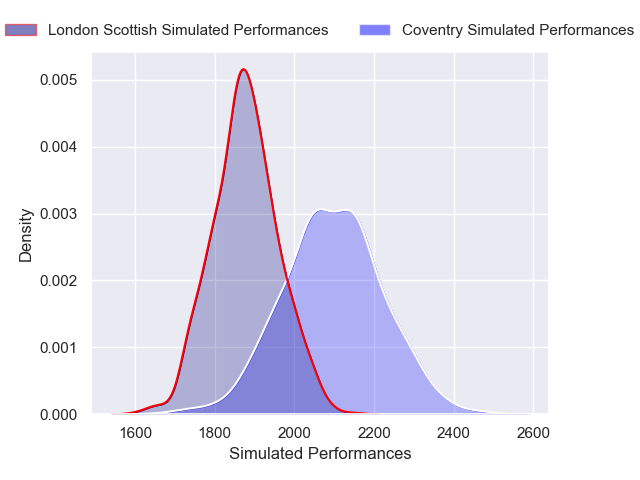 London Scottish Simulated Performances
Coventry Simulated Performances
0.005
0.004
0.003
0.002
0.001
0.000
Density
1600 1800 2000 2200 2400 2600
Simulated Performances